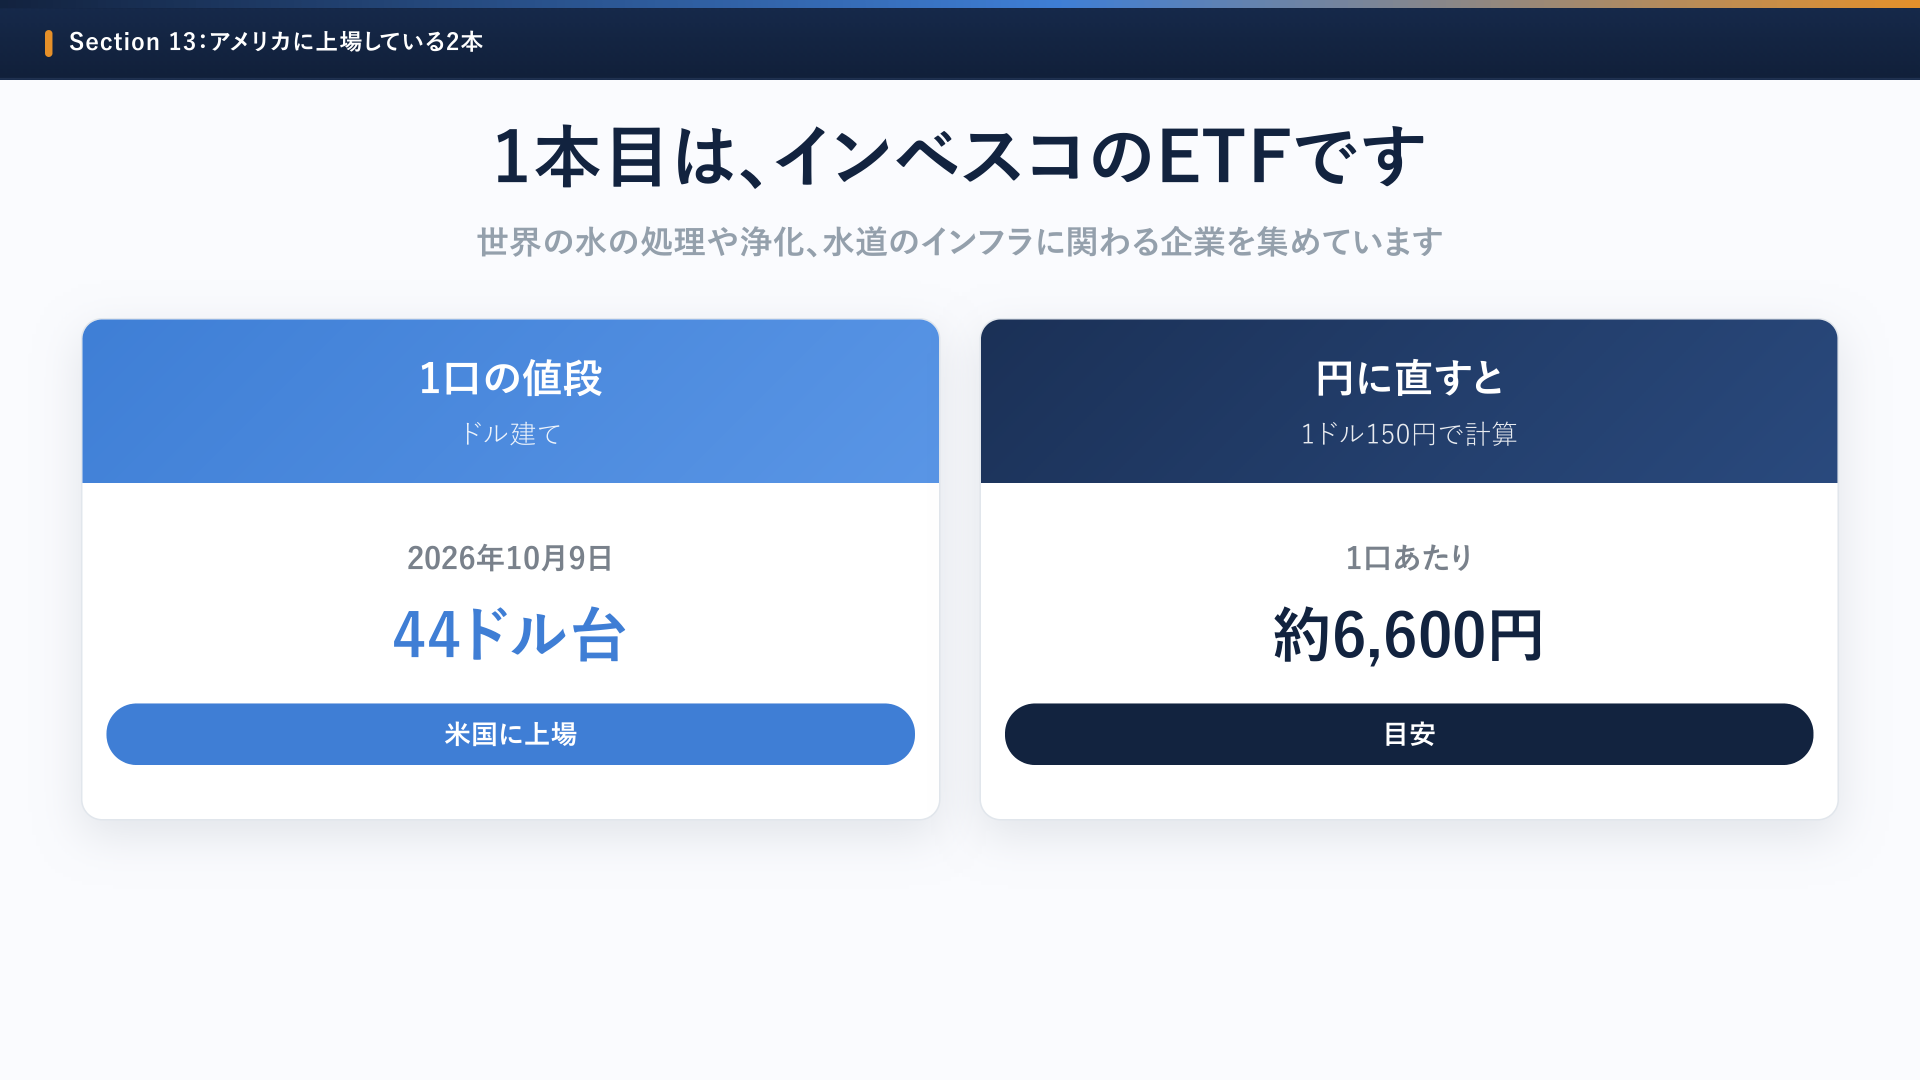 Section 13：アメリカに上場している2本
1本目は、インベスコのETFです
世界の水の処理や浄化、水道のインフラに関わる企業を集めています
1口の値段
ドル建て
2026年10月9日
44ドル台
米国に上場
円に直すと
1ドル150円で計算
1口あたり
約6,600円
目安